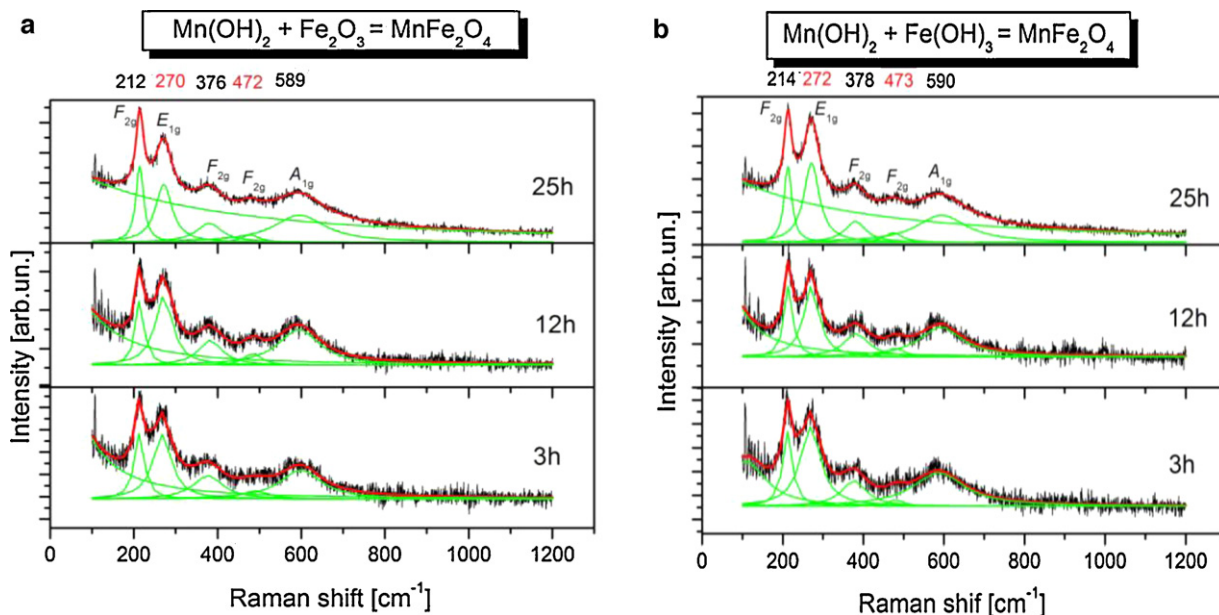 a
Mn(OH)₂ + Fe₂O₃ = MnFe₂O₄
212 270 376 472 589
F₂g E₁g F₂g F₂g A₁g
25h
12h
3h
Intensity [arb.un.]
0 200 400 600 800 1000 1200
Raman shift [cm⁻¹]
b
Mn(OH)₂ + Fe(OH)₃ = MnFe₂O₄
214 272 378 473 590
F₂g E₁g F₂g F₂g A₁g
25h
12h
3h
Intensity [arb.un.]
0 200 400 600 800 1000 1200
Raman shif [cm⁻¹]